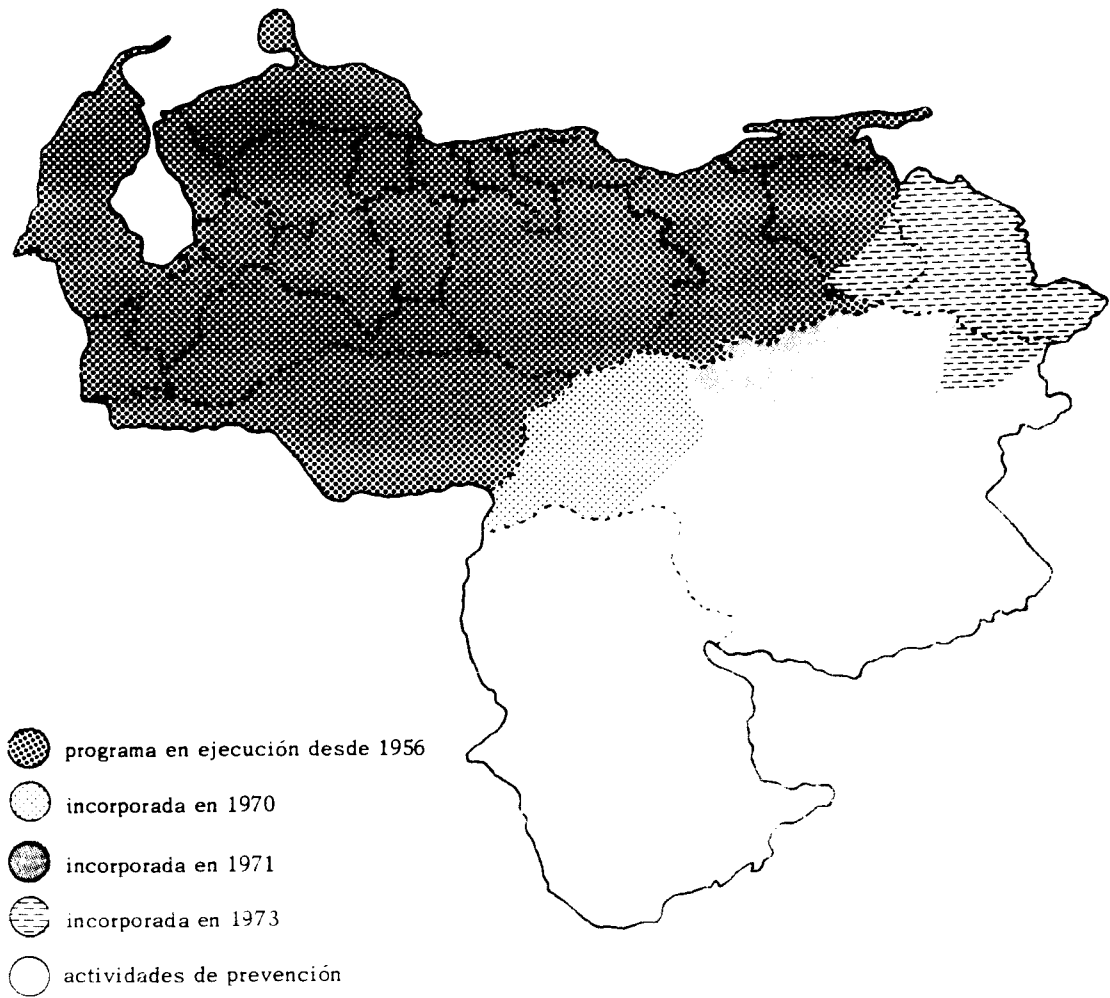 programa en ejecución desde 1956
incorporada en 1970
incorporada en 1971
incorporada en 1973
actividades de prevención